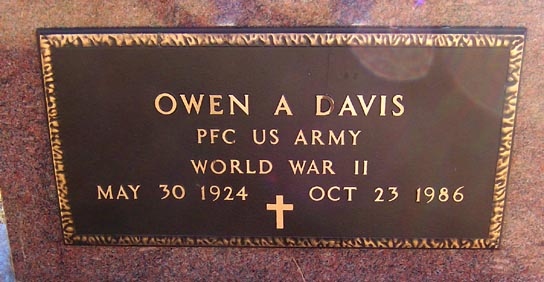 OWEN A DAVIS
PFC US ARMY
WORLD WAR II
MAY 30 1924 OCT 23 1986